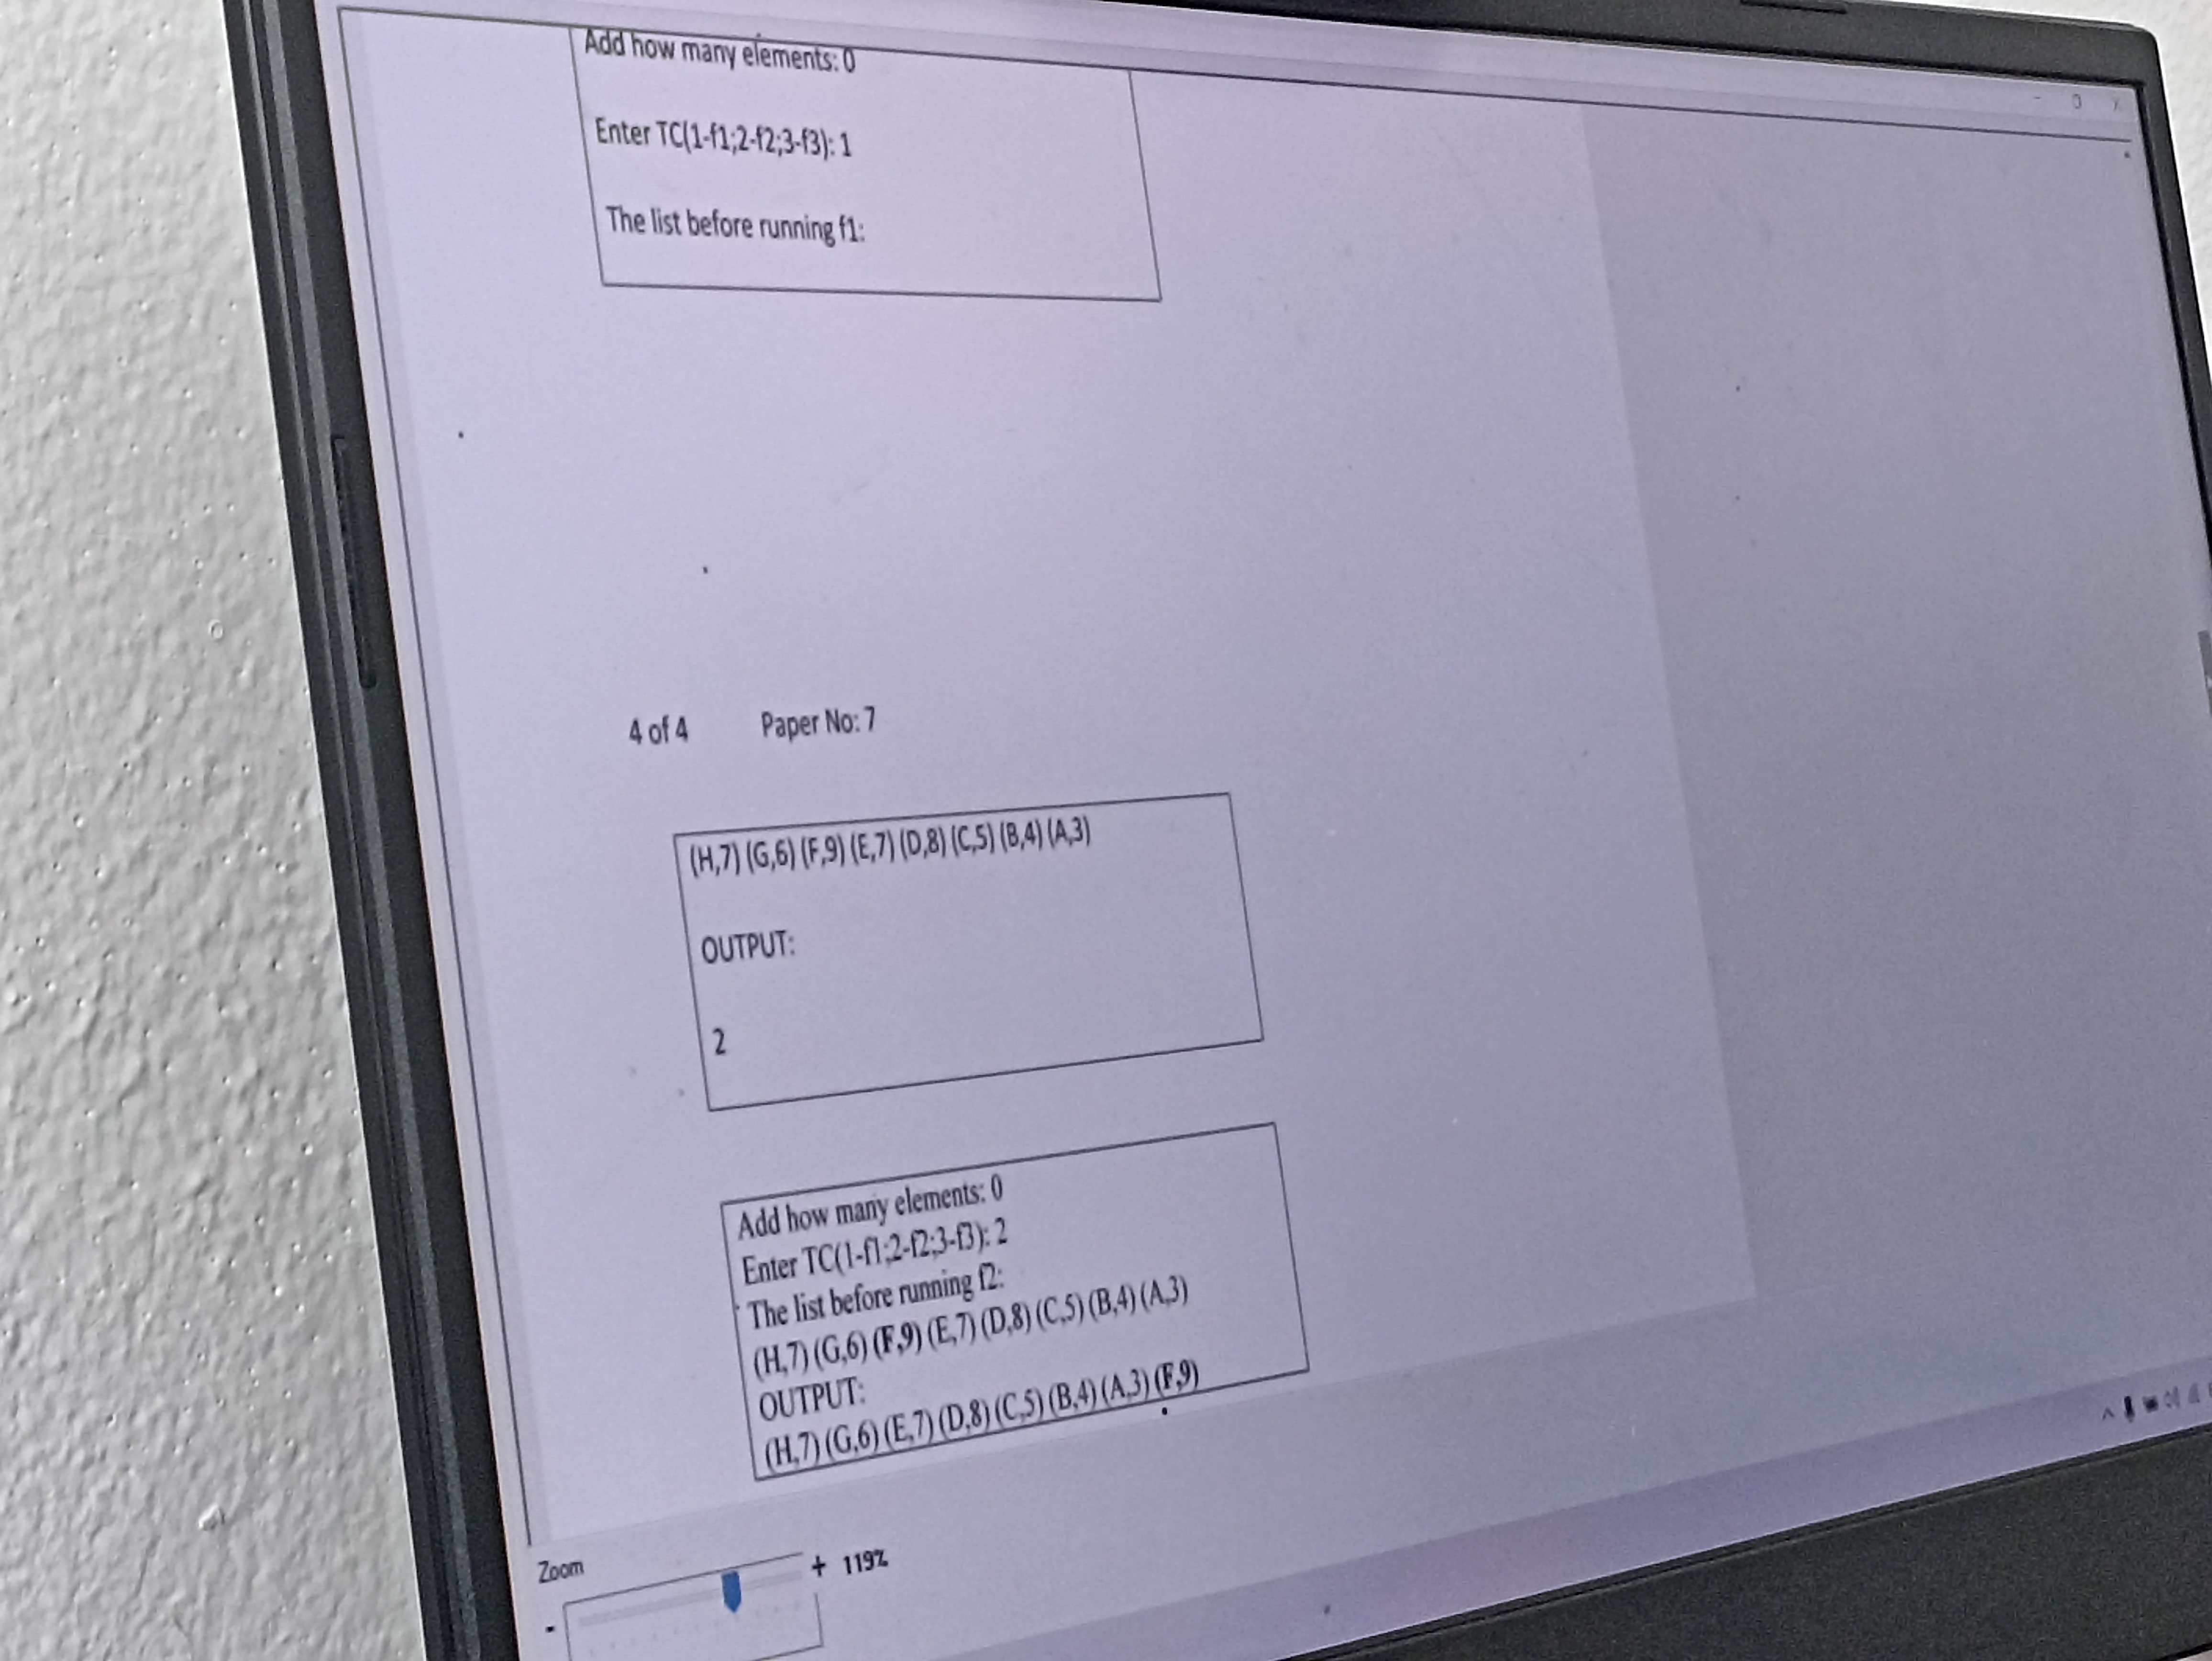 Add how many elements: 0
Enter TC(1-f1;2-f2;3-f3): 1
The list before running f1:
4 of 4 Paper No: 7
(H,7) (G,6) (F,9) (E,7) (D,8) (C,5) (B,4) (A,3)
OUTPUT:
2
Add how many elements: 0
Enter TC(1-f1;2-f2;3-f3): 2
The list before running f2:
(H,7) (G,6) (F,9) (E,7) (D,8) (C,5) (B,4) (A,3)
OUTPUT:
(H,7) (G,6) (E,7) (D,8) (C,5) (B,4) (A,3) (F,9)
Zoom
- + 119%